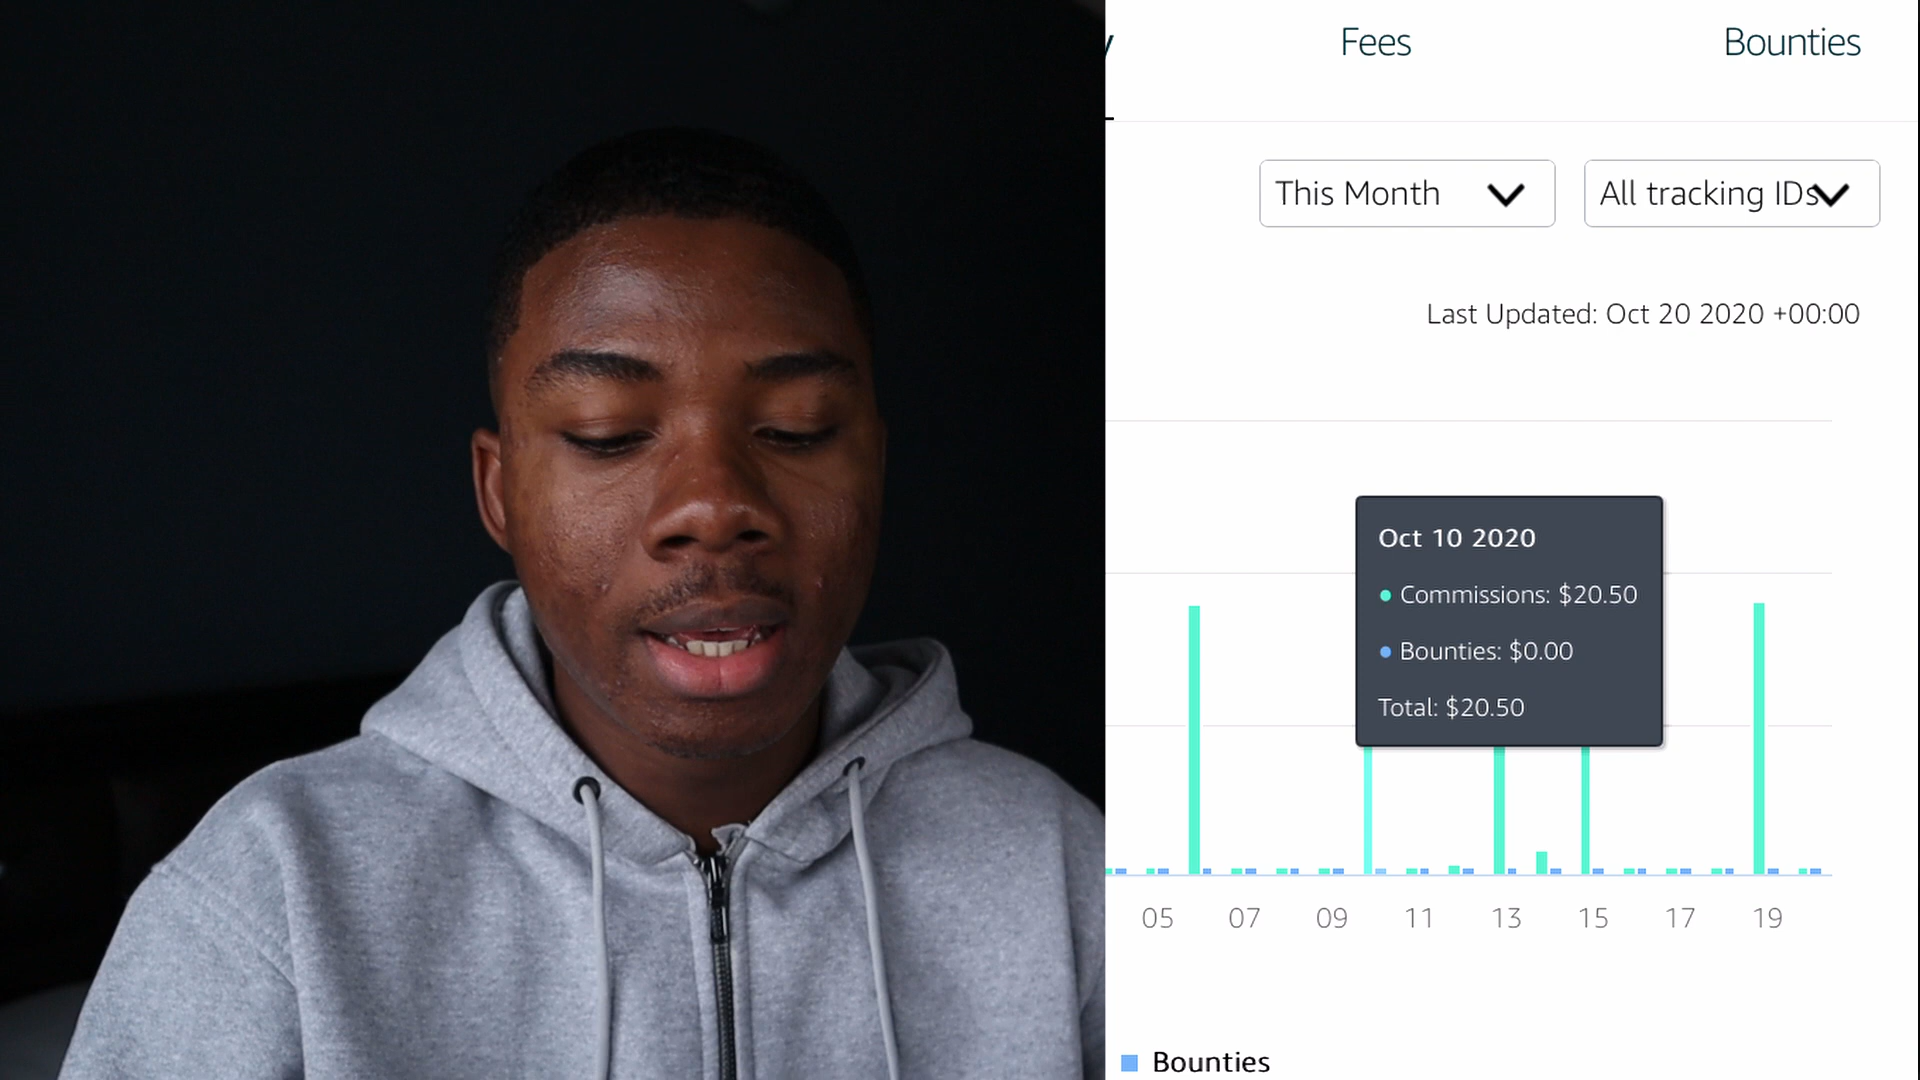 Fees Bounties
This Month All tracking IDs
Last Updated: Oct 20 2020 +00:00
Oct 10 2020
Commissions: $20.50
Bounties: $0.00
Total: $20.50
05 07 09 11 13 15 17 19
Bounties